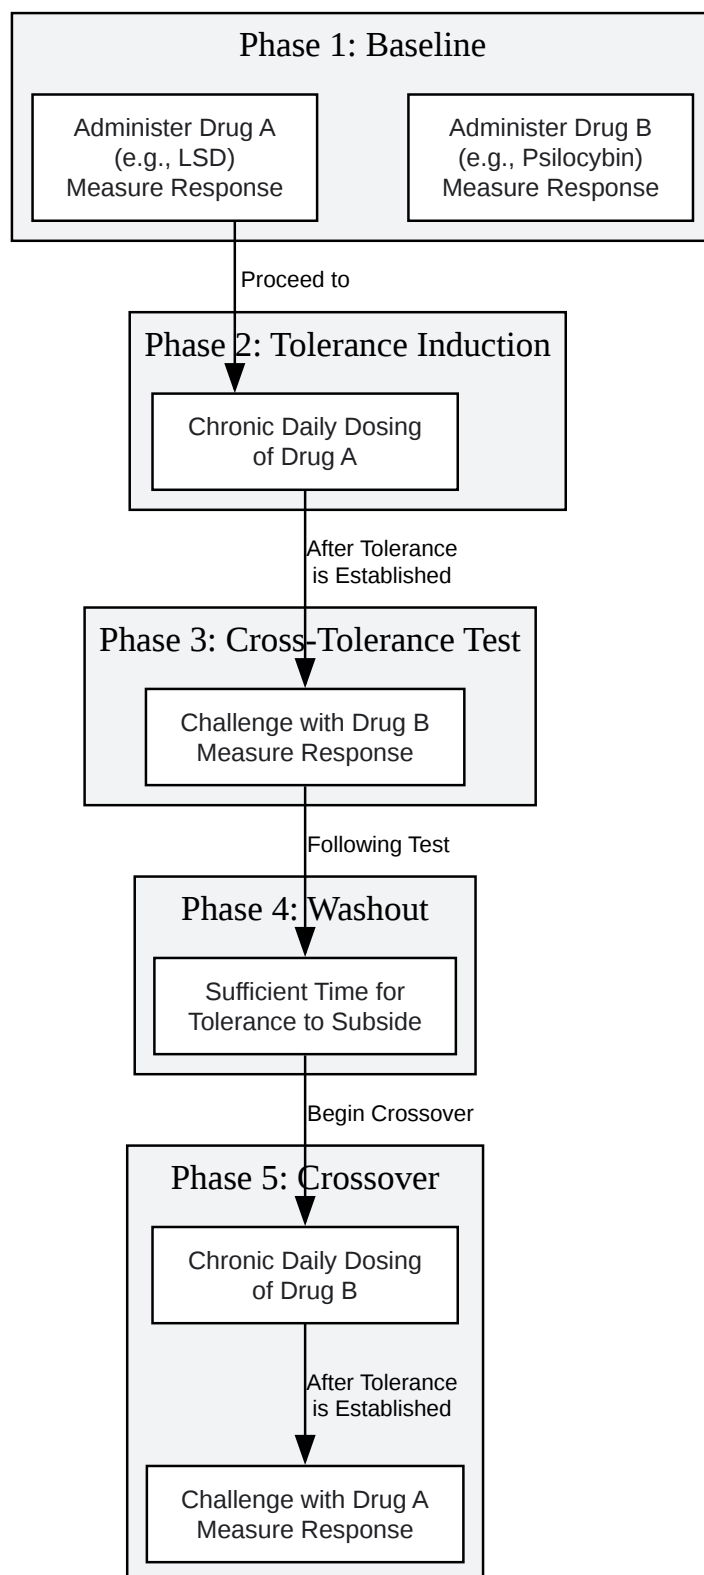 Phase 1: Baseline
Administer Drug A
(e.g., LSD)
Measure Response
Administer Drug B
(e.g., Psilocybin)
Measure Response
Proceed to
Phase 2: Tolerance Induction
Chronic Daily Dosing
of Drug A
After Tolerance
is Established
Phase 3: Cross-Tolerance Test
Challenge with Drug B
Measure Response
Following Test
Phase 4: Washout
Sufficient Time for
Tolerance to Subside
Begin Crossover
Phase 5: Crossover
Chronic Daily Dosing
of Drug B
After Tolerance
is Established
Challenge with Drug A
Measure Response